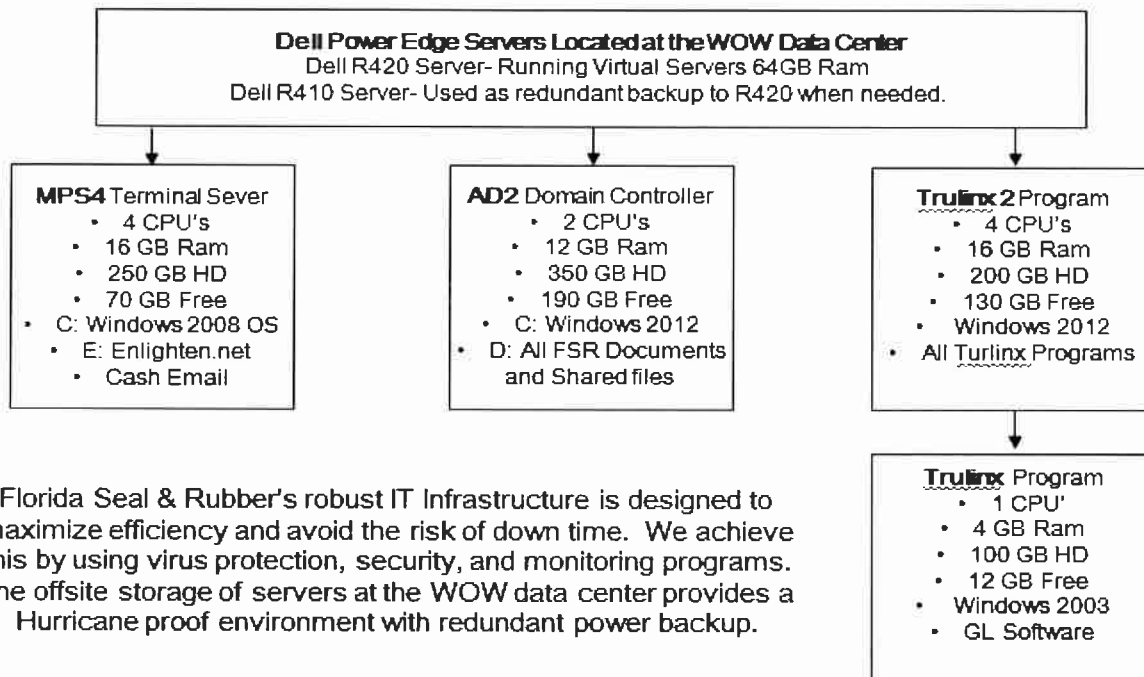 Dell Power Edge Servers Located at the WOW Data Center
Dell R420 Server- Running Virtual Servers 64GB Ram
Dell R410 Server- Used as redundant backup to R420 when needed.
MPS4 Terminal Sever
• 4 CPU's
• 16 GB Ram
• 250 GB HD
• 70 GB Free
• C: Windows 2008 OS
• E: Enlighten.net
• Cash Email
AD2 Domain Controller
• 2 CPU's
• 12 GB Ram
• 350 GB HD
• 190 GB Free
• C: Windows 2012
• D: All FSR Documents
and Shared files
Trulinx 2 Program
• 4 CPU's
• 16 GB Ram
• 200 GB HD
• 130 GB Free
• Windows 2012
• All Turlinx Programs
Trulinx Program
• 1 CPU'
• 4 GB Ram
• 100 GB HD
• 12 GB Free
• Windows 2003
• GL Software
Florida Seal & Rubber's robust IT Infrastructure is designed to
aximize efficiency and avoid the risk of down time. We achieve
his by using virus protection, security, and monitoring programs.
he offsite storage of servers at the WOW data center provides a
Hurricane proof environment with redundant power backup.